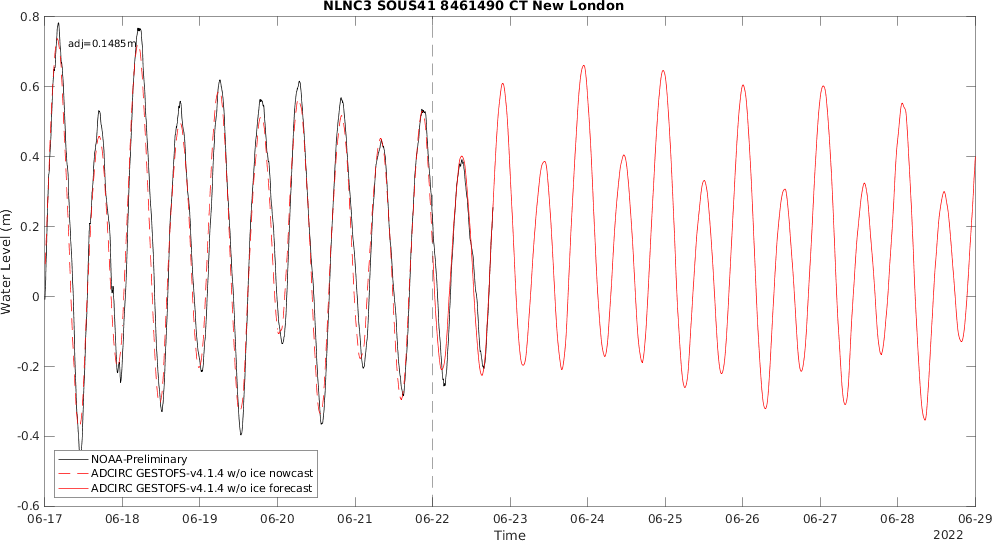 NLNC3 SOUS41 8461490 CT New London
adj=0.1485m
0.8
0.6
0.4
0.2
0
-0.2
-0.4
-0.6
Water Level (m)
NOAA-Preliminary
ADCIRC GESTOFS-v4.1.4 w/o ice nowcast
ADCIRC GESTOFS-v4.1.4 w/o ice forecast
06-17 06-18 06-19 06-20 06-21 06-22 06-23 06-24 06-25 06-26 06-27 06-28 06-29
Time
2022